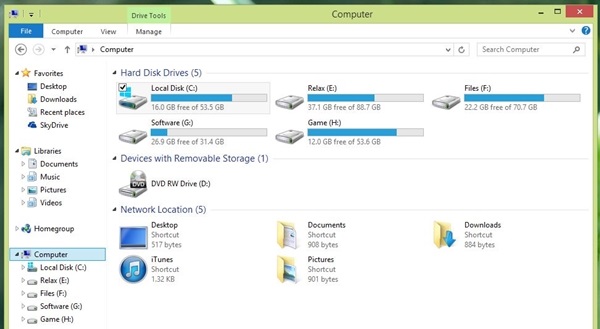 Drive Tools
Computer
File
Computer
View
Manage
Computer
Search Computer
Favorites
Desktop
Downloads
Recent places
SkyDrive
Libraries
Documents
Music
Pictures
Videos
Homegroup
Computer
Local Disk (C:)
Relax (E:)
Files (F:)
Software (G:)
Game (H:)
Hard Disk Drives (5)
Local Disk (C:)
16.0 GB free of 53.5 GB
Relax (E:)
37.1 GB free of 88.7 GB
Files (F:)
22.2 GB free of 70.7 GB
Software (G:)
26.9 GB free of 31.4 GB
Game (H:)
12.0 GB free of 53.6 GB
Devices with Removable Storage (1)
DVD
DVD RW Drive (D:)
Network Location (5)
Desktop
Shortcut
517 bytes
Documents
Shortcut
908 bytes
Downloads
Shortcut
884 bytes
iTunes
Shortcut
1.32 KB
Pictures
Shortcut
901 bytes